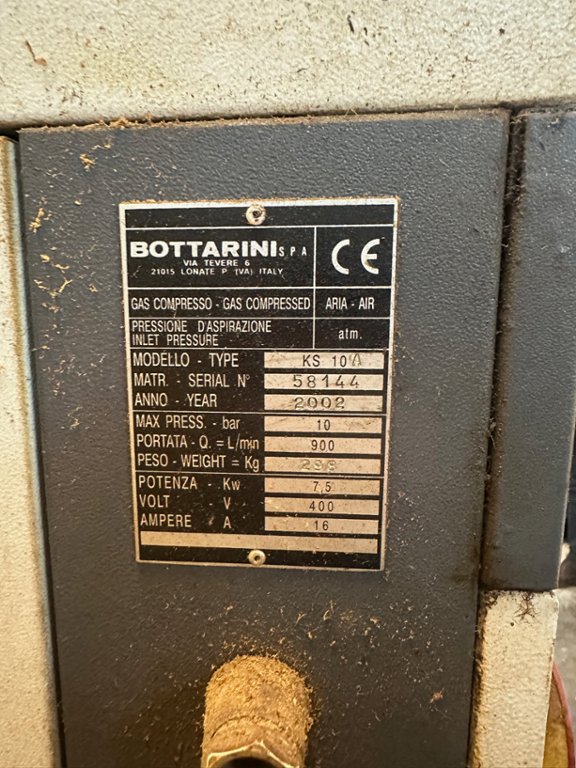 BOTTARINI S P A
VIA TEVERE 6
21015 LONATE P. (VA) ITALY
CE
GAS COMPRESSO - GAS COMPRESSED ARIA - AIR
PRESSIONE D'ASPIRAZIONE
INLET PRESSURE atm.
MODELLO - TYPE KS 10 A
MATR. - SERIAL N° 58144
ANNO - YEAR 2002
MAX PRESS. - bar 10
PORTATA - Q. = L/min 900
PESO - WEIGHT = Kg
POTENZA - Kw 7,5
VOLT - V 400
AMPERE - A 16